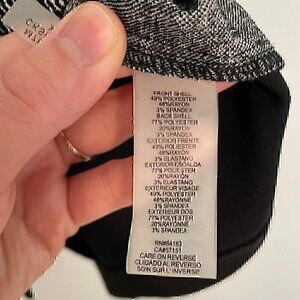 FRONT SHELL:
49% POLYESTER
48%RAYON
3% SPANDEX
BACK SHELL:
77% POLYESTER
20%RAYON
3% SPANDEX
EXTERIOR FRENTE:
49% POLIESTER
48%RAYON
3% ELASTANO
EXTERIOR ESCALDA:
77% POLIESTER
20%RAYON
3% ELASTANO
EXTERIEUR VISAGE:
49% POLYESTER
48%RAYONNE
3% SPANDEX
EXTERIEUR DOS:
77% POLYESTER
20%RAYONNE
3% SPANDEX
RN#54163
CA#57151
CARE ON REVERSE
CUIDADO AL REVERSO
SOIN SUR L'INVERSE